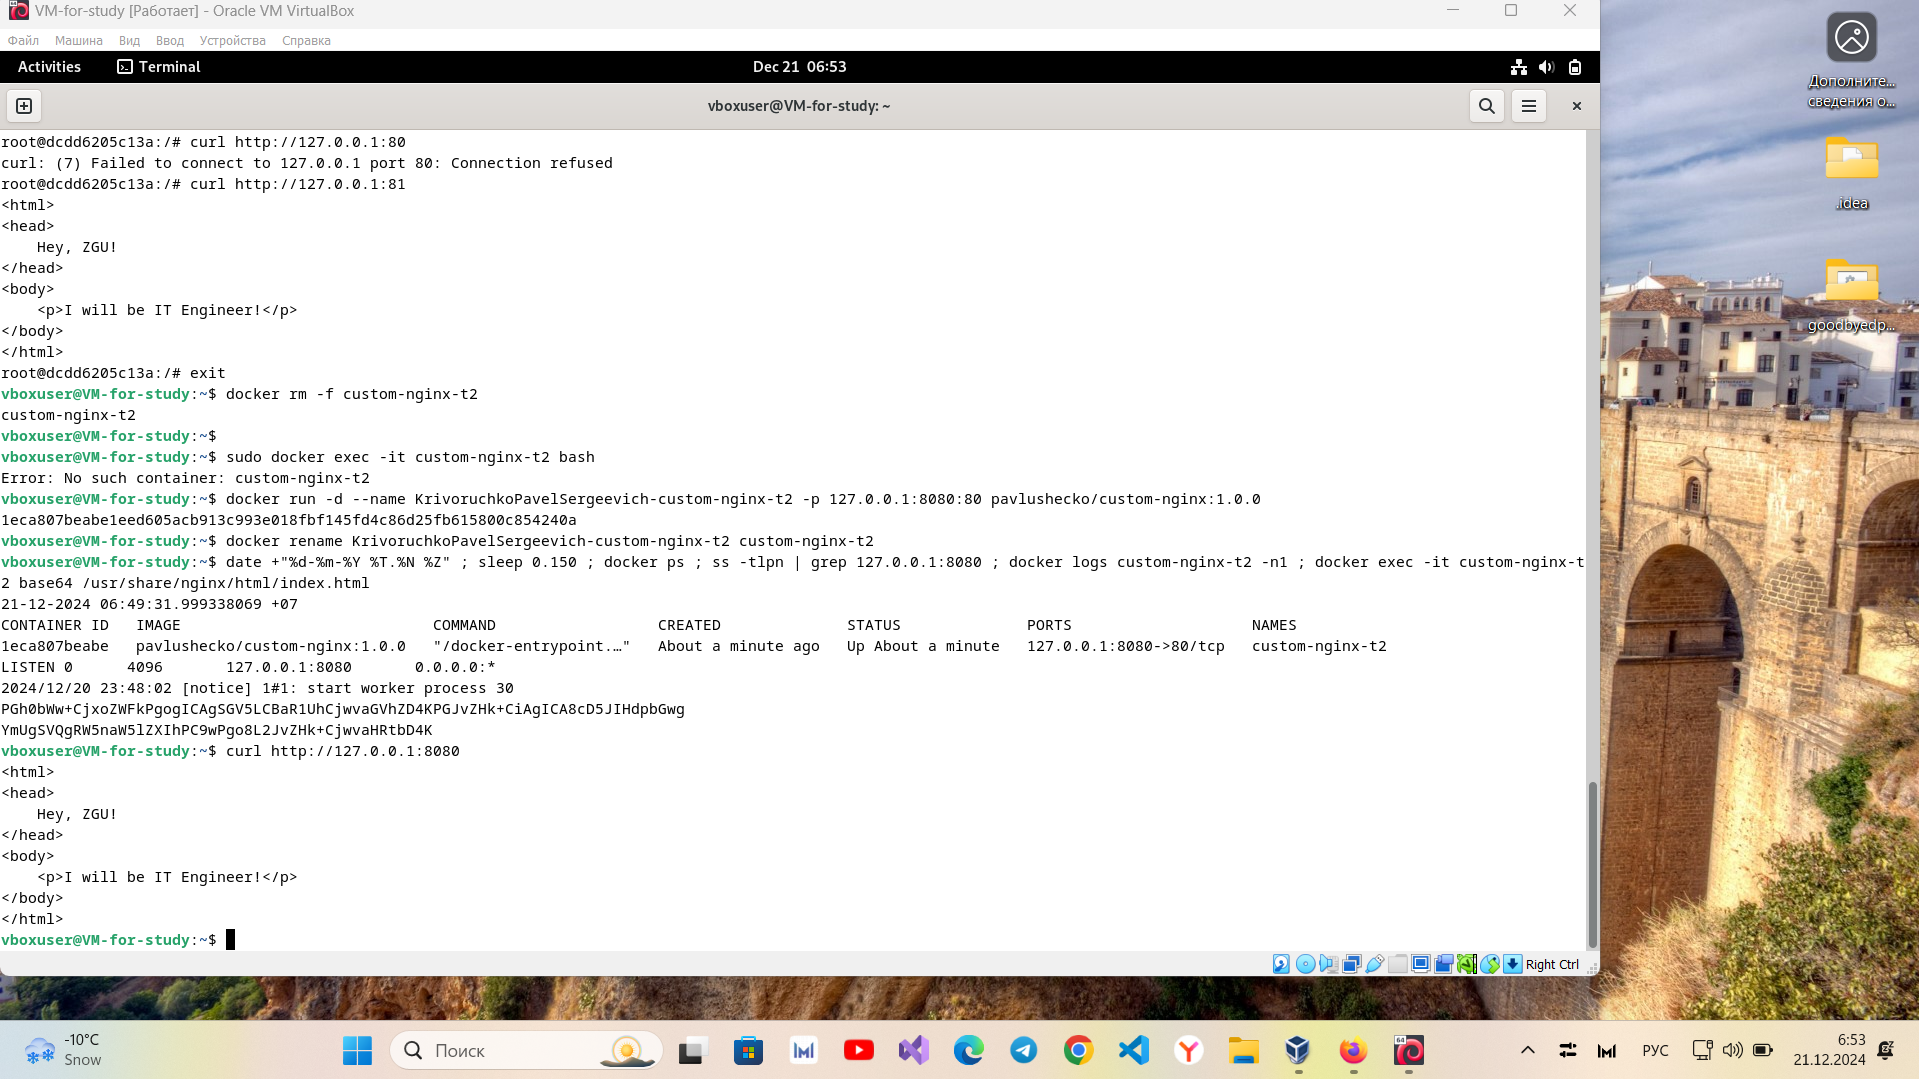 VM-for-study [Работает] - Oracle VM VirtualBox
Файл Машина Вид Ввод Устройства Справка
Activities Terminal Dec 21 06:53
vboxuser@VM-for-study: ~
root@dcdd6205c13a:/# curl http://127.0.0.1:80
curl: (7) Failed to connect to 127.0.0.1 port 80: Connection refused
root@dcdd6205c13a:/# curl http://127.0.0.1:81
<html>
<head>
    Hey, ZGU!
</head>
<body>
    <p>I will be IT Engineer!</p>
</body>
</html>
root@dcdd6205c13a:/# exit
vboxuser@VM-for-study:~$ docker rm -f custom-nginx-t2
custom-nginx-t2
vboxuser@VM-for-study:~$
vboxuser@VM-for-study:~$ sudo docker exec -it custom-nginx-t2 bash
Error: No such container: custom-nginx-t2
vboxuser@VM-for-study:~$ docker run -d --name KrivoruchkoPavelSergeevich-custom-nginx-t2 -p 127.0.0.1:8080:80 pavlushecko/custom-nginx:1.0.0
1eca807beabe1eed605acb913c993e018fbf145fd4c86d25fb615800c854240a
vboxuser@VM-for-study:~$ docker rename KrivoruchkoPavelSergeevich-custom-nginx-t2 custom-nginx-t2
vboxuser@VM-for-study:~$ date +"%d-%m-%Y %T.%N %Z" ; sleep 0.150 ; docker ps ; ss -tlpn | grep 127.0.0.1:8080 ; docker logs custom-nginx-t2 -n1 ; docker exec -it custom-nginx-t
2 base64 /usr/share/nginx/html/index.html
21-12-2024 06:49:31.999338069 +07
CONTAINER ID   IMAGE                            COMMAND                  CREATED              STATUS              PORTS                    NAMES
1eca807beabe   pavlushecko/custom-nginx:1.0.0   "/docker-entrypoint.…"   About a minute ago   Up About a minute   127.0.0.1:8080->80/tcp   custom-nginx-t2
LISTEN 0      4096       127.0.0.1:8080       0.0.0.0:*
2024/12/20 23:48:02 [notice] 1#1: start worker process 30
PGh0bWw+CjxoZWFkPgogICAgSGV5LCBaR1UhCjwvaGVhZD4KPGJvZHk+CiAgICA8cD5JIHdpbGwg
YmUgSVQgRW5naW5lZXIhPC9wPgo8L2JvZHk+CjwvaHRtbD4K
vboxuser@VM-for-study:~$ curl http://127.0.0.1:8080
<html>
<head>
    Hey, ZGU!
</head>
<body>
    <p>I will be IT Engineer!</p>
</body>
</html>
vboxuser@VM-for-study:~$
Right Ctrl
Дополните...
сведения о...
.idea
goodbyedp...
-10°C
Snow
Поиск
64
РУС
6:53
21.12.2024